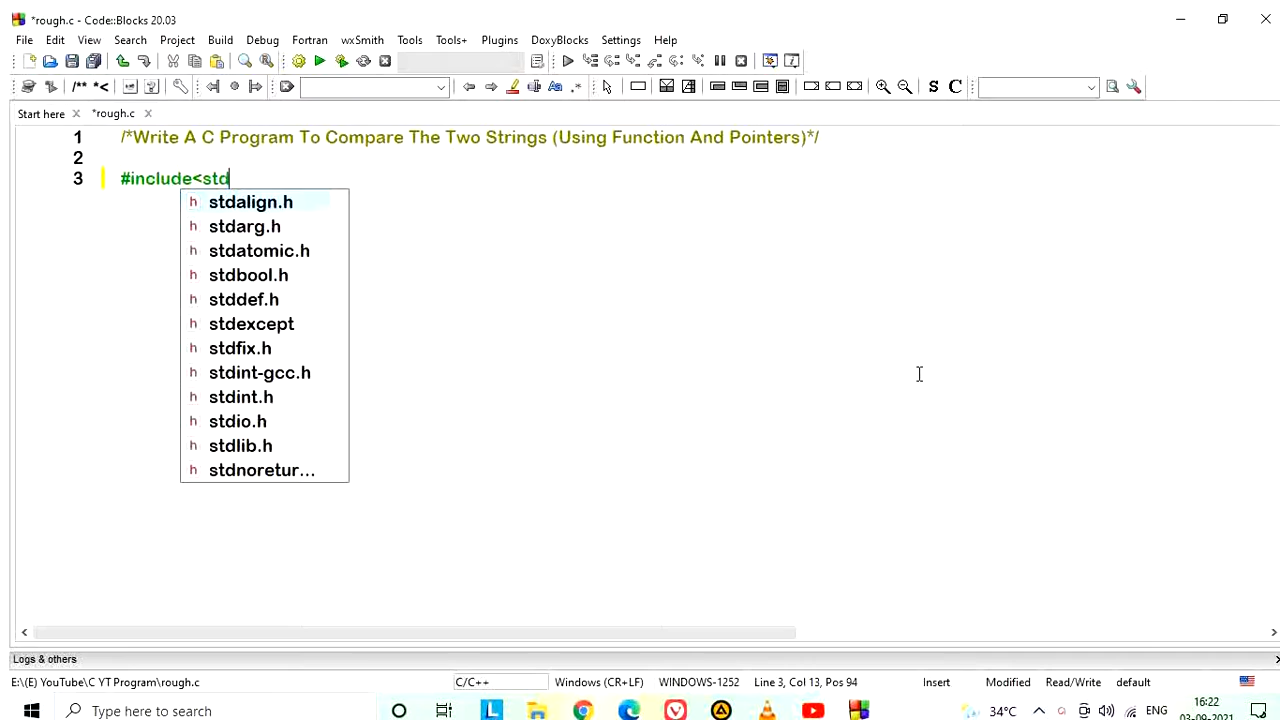 *rough.c - Code::Blocks 20.03
File Edit View Search Project Build Debug Fortran wxSmith Tools Tools+ Plugins DoxyBlocks Settings Help
/** *<
S C
Start here *rough.c
1 /*Write A C Program To Compare The Two Strings (Using Function And Pointers)*/
2
3 #include<std
h stdalign.h
h stdarg.h
h stdatomic.h
h stdbool.h
h stddef.h
h stdexcept
h stdfix.h
h stdint-gcc.h
h stdint.h
h stdio.h
h stdlib.h
h stdnoretur...
Logs & others
E:\(E) YouTube\C YT Program\rough.c C/C++ Windows (CR+LF) WINDOWS-1252 Line 3, Col 13, Pos 94 Insert Modified Read/Write default
Type here to search 34°C ENG 16:22
03-09-2021